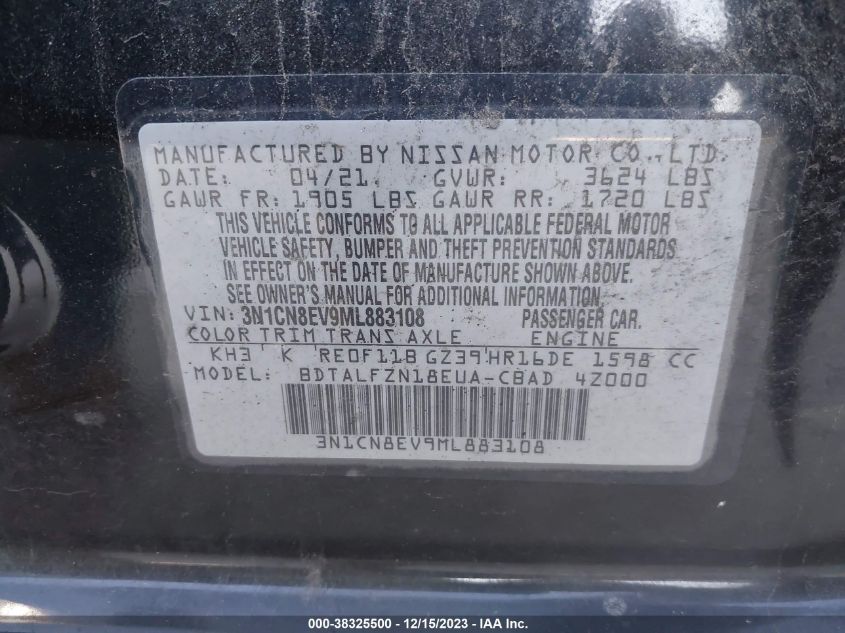 MANUFACTURED BY NISSAN MOTOR CO., LTD.
DATE: 04/21 GVWR: 3624 LBS
GAWR FR: 1905 LBS GAWR RR: 1720 LBS
THIS VEHICLE CONFORMS TO ALL APPLICABLE FEDERAL MOTOR
VEHICLE SAFETY, BUMPER AND THEFT PREVENTION STANDARDS
IN EFFECT ON THE DATE OF MANUFACTURE SHOWN ABOVE.
SEE OWNER'S MANUAL FOR ADDITIONAL INFORMATION.
VIN: 3N1CN8EV9ML883108 PASSENGER CAR.
COLOR TRIM TRANS AXLE ENGINE
KH3 K RE0F11B GZ39 HR16DE 1598 CC
MODEL: BDTALFZN18EUA-CBAD 4Z000
3N1CN8EV9ML883108
000-38325500 - 12/15/2023 - IAA Inc.